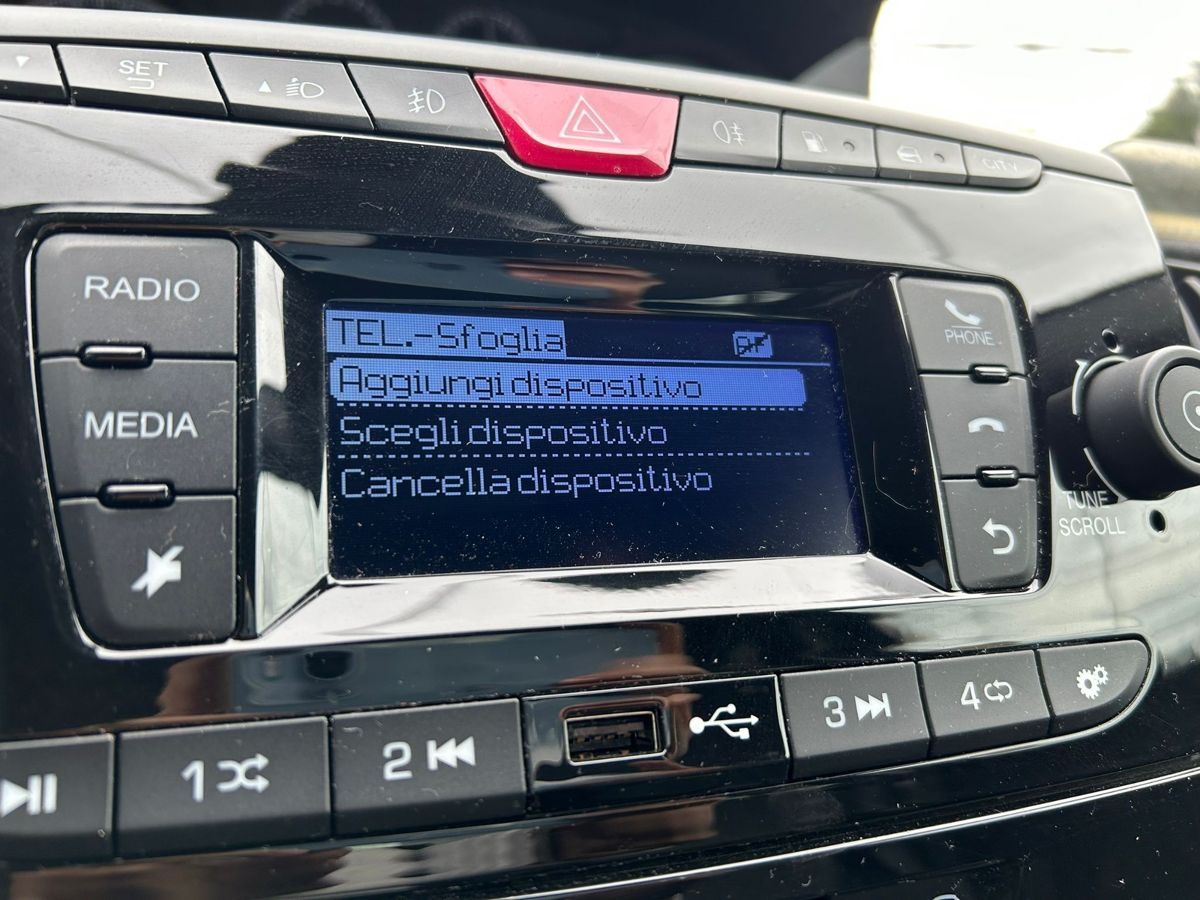 SET
CITY
RADIO
MEDIA
TEL.-Sfoglia
AF
Aggiungi dispositivo
Scegli dispositivo
Cancella dispositivo
PHONE
TUNE
SCROLL
1
2
3
4